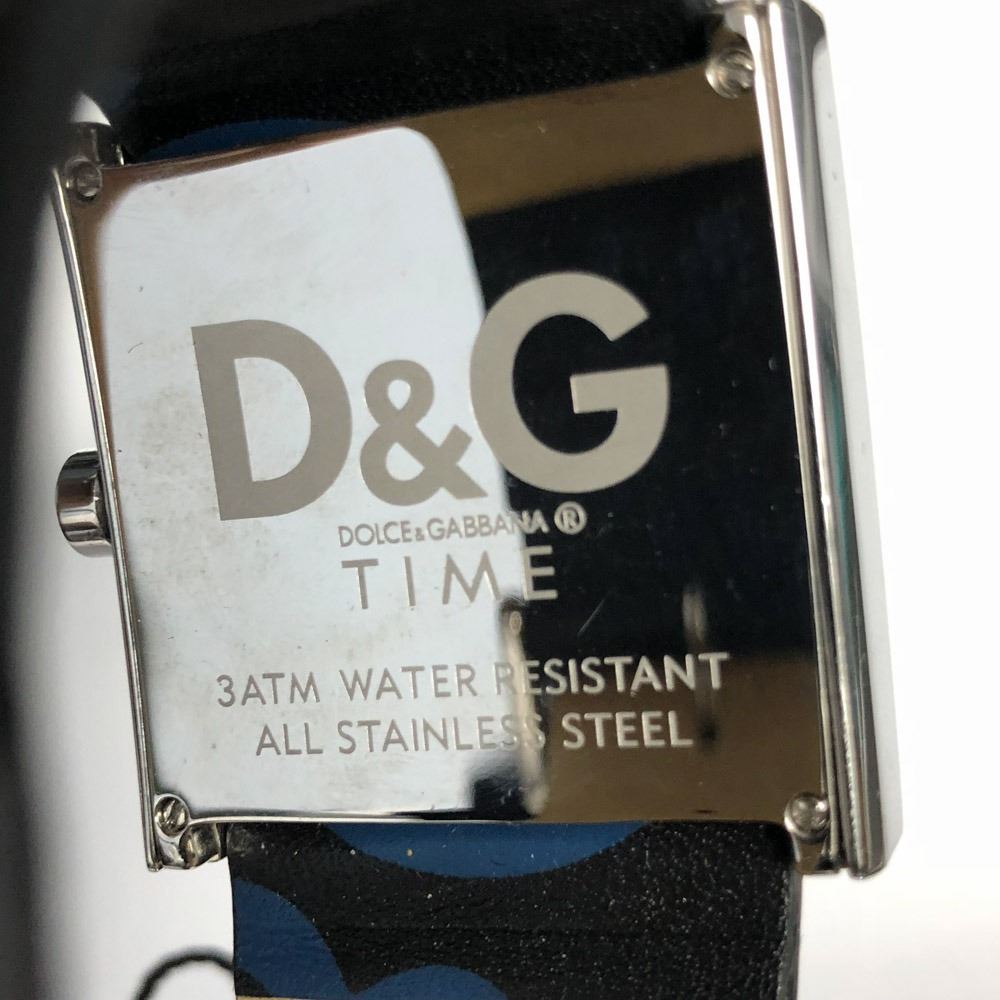 D&G
DOLCE&GABBANA ®
TIME
3ATM WATER RESISTANT
ALL STAINLESS STEEL